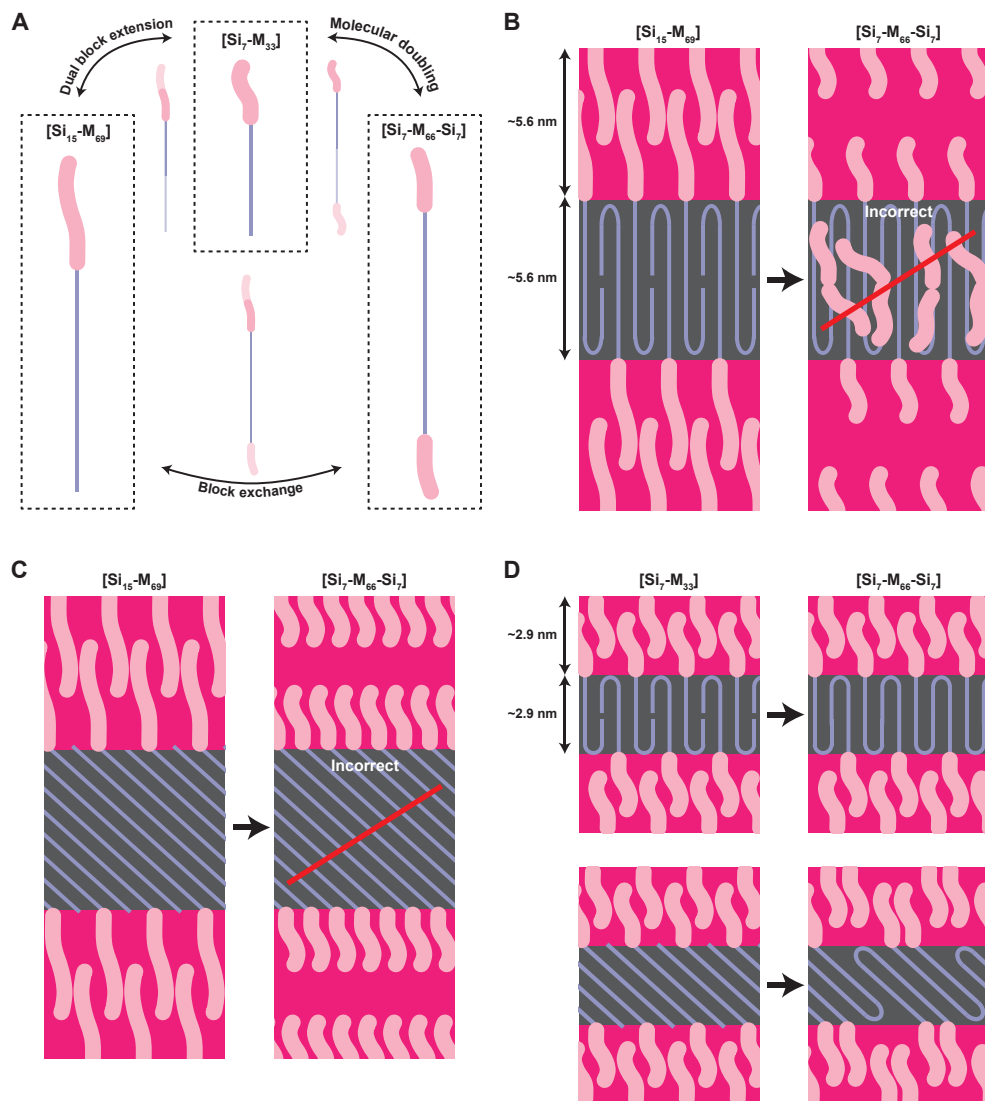 A
Dual block extension
[Si₇-M₃₃]
Molecular doubling
[Si₁₅-M₆₉]
[Si₇-M₆₆-Si₇]
Block exchange
B
[Si₁₅-M₆₉]
[Si₇-M₆₆-Si₇]
~5.6 nm
~5.6 nm
Incorrect
C
[Si₁₅-M₆₉]
[Si₇-M₆₆-Si₇]
Incorrect
D
[Si₇-M₃₃]
[Si₇-M₆₆-Si₇]
~2.9 nm
~2.9 nm